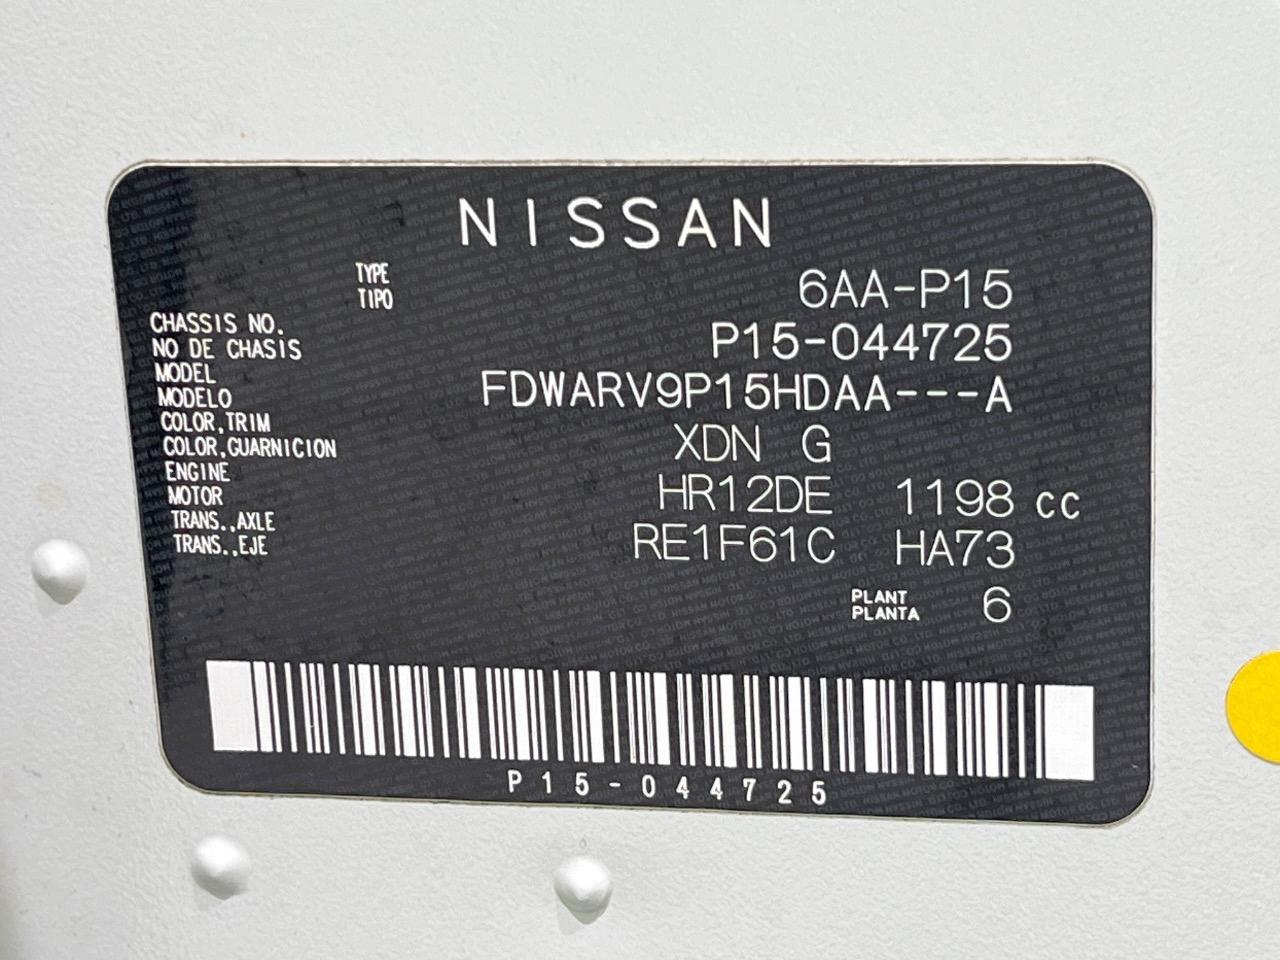 NISSAN
TYPE
TIPO 6AA-P15
CHASSIS NO.
NO DE CHASIS P15-044725
MODEL
MODELO FDWARV9P15HDAA---A
COLOR,TRIM
COLOR,GUARNICION XDN G
ENGINE
MOTOR HR12DE 1198 cc
TRANS.,AXLE
TRANS.,EJE RE1F61C HA73
PLANT
PLANTA 6
P15-044725